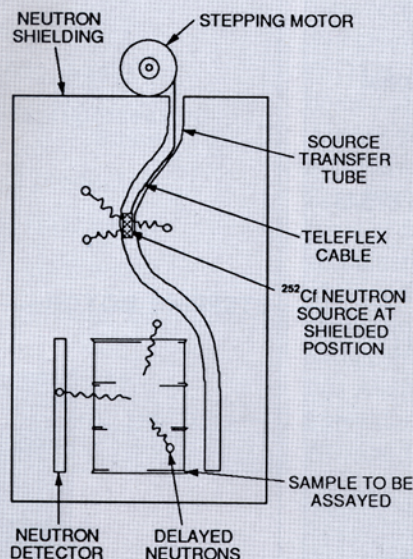 NEUTRON
SHIELDING
STEPPING MOTOR
SOURCE
TRANSFER
TUBE
TELEFLEX
CABLE
252Cf NEUTRON
SOURCE AT
SHIELDED
POSITION
SAMPLE TO BE
ASSAYED
NEUTRON
DETECTOR
DELAYED
NEUTRONS